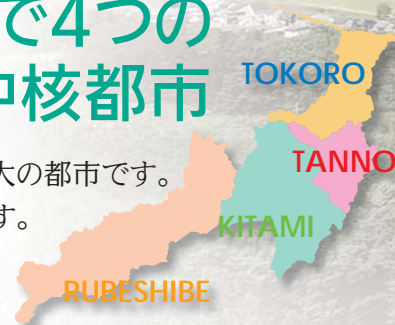 で4つの
中核都市
大の都市です。
す。
TOKORO
TANNO
KITAMI
RUBESHIBE